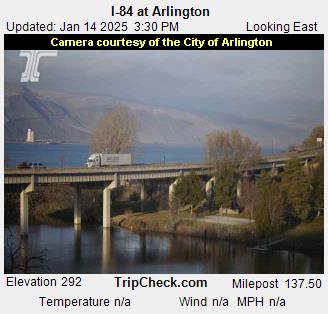 I-84 at Arlington
Updated: Jan 14 2025 3:30 PM Looking East
Camera courtesy of the City of Arlington
Elevation 292 TripCheck.com Milepost 137.50
Temperature n/a Wind n/a MPH n/a